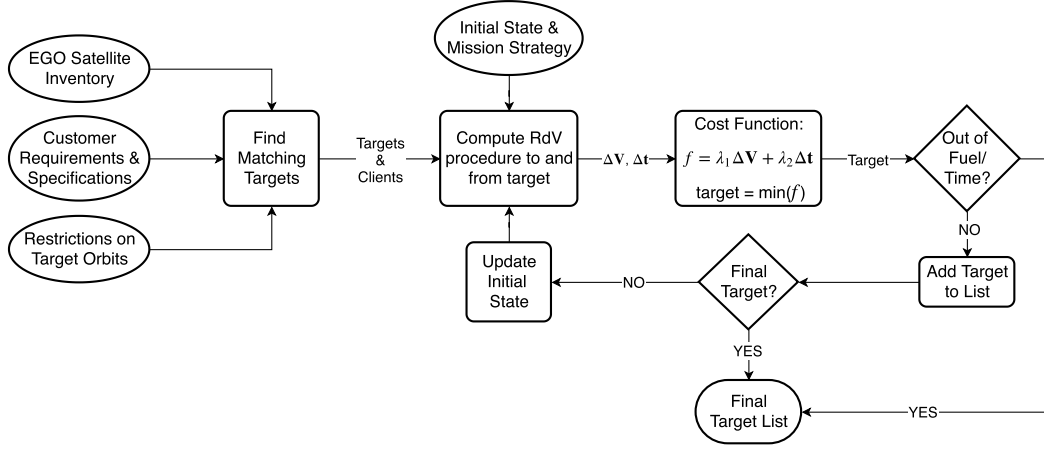 EGO Satellite
Inventory
Customer
Requirements &
Specifications
Restrictions on
Target Orbits
Find
Matching
Targets
Targets
&
Clients
Initial State &
Mission Strategy
Compute RdV
procedure to and
from target
ΔV, Δt
Cost Function:
f = λ₁ΔV + λ₂Δt
target = min(f)
Target
Out of
Fuel/
Time?
NO
Add Target
to List
Final
Target?
NO
Update
Initial
State
YES
Final
Target List
YES